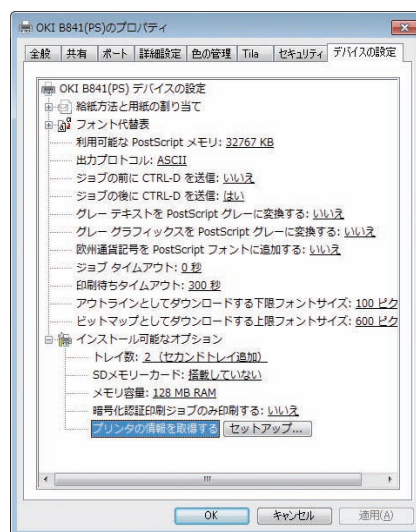 OKI B841(PS)のプロパティ
全般 共有 ポート 詳細設定 色の管理 Tila セキュリティ デバイスの設定
OKI B841(PS) デバイスの設定
給紙方法と用紙の割り当て
フォント代替表
利用可能な PostScript メモリ: 32767 KB
出力プロトコル: ASCII
ジョブの前に CTRL-D を送信: いいえ
ジョブの後に CTRL-D を送信: はい
グレー テキストを PostScript グレーに変換する: いいえ
グレー グラフィックスを PostScript グレーに変換する: いいえ
欧州通貨記号を PostScript フォントに追加する: いいえ
ジョブ タイムアウト: 0 秒
印刷待ちタイムアウト: 300 秒
アウトラインとしてダウンロードする下限フォントサイズ: 100 ピク
ビットマップとしてダウンロードする上限フォントサイズ: 600 ピク
インストール可能なオプション
トレイ数: 2 (セカンドトレイ追加)
SDメモリーカード: 搭載していない
メモリ容量: 128 MB RAM
暗号化認証印刷ジョブのみ印刷する: いいえ
プリンタの情報を取得する セットアップ...
OK キャンセル 適用(A)